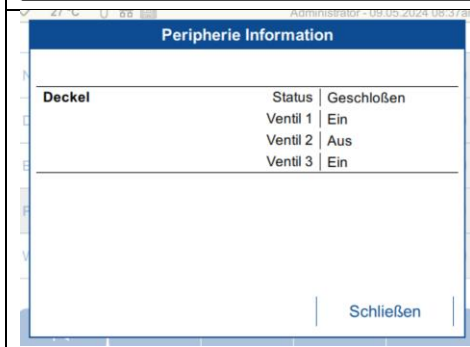 27 °C Administrator - 09.05.2024 08:37
Peripherie Information
Deckel Status Geschloßen
Ventil 1 Ein
Ventil 2 Aus
Ventil 3 Ein
Schließen